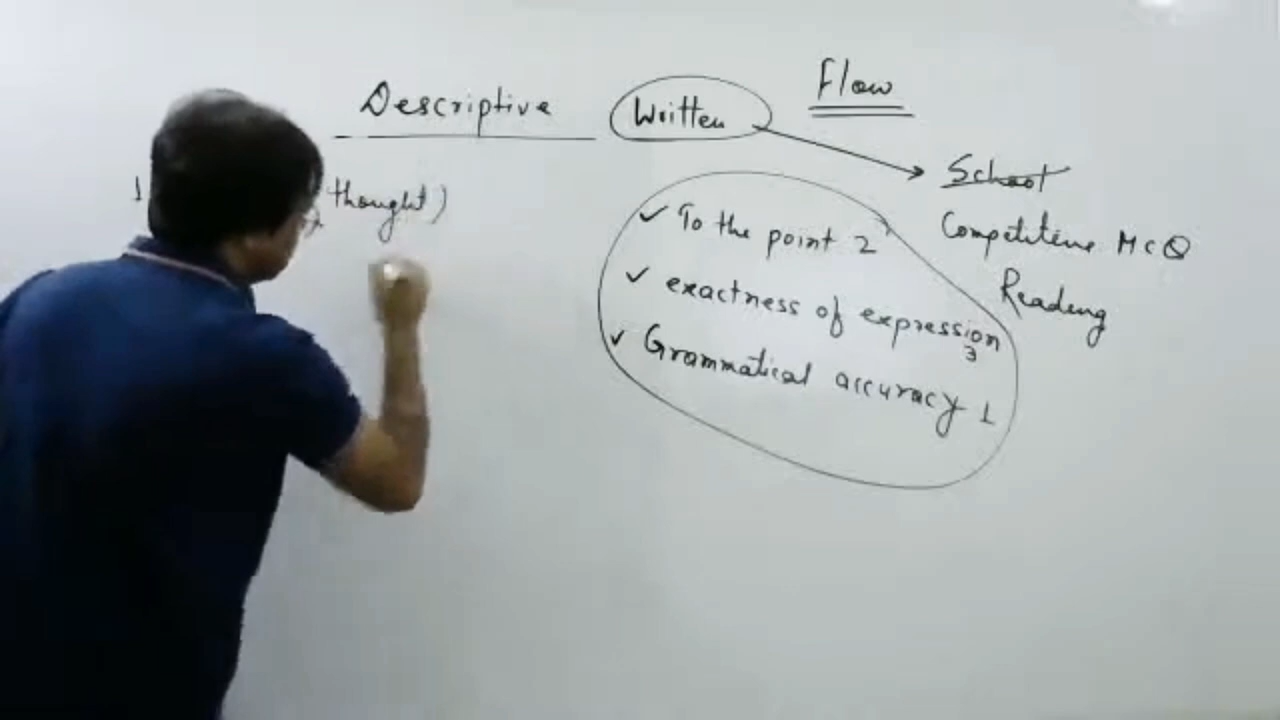 Flow
Descriptive Written
School
1 thought)
To the point 2
Competitive McQ
exactness of expression
3
Reading
Grammatical accuracy 1